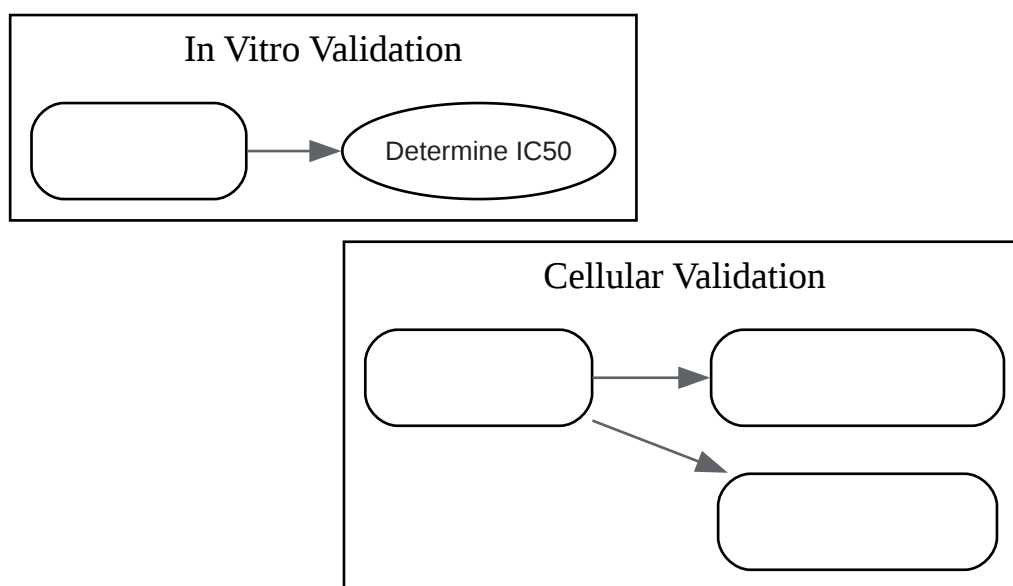 In Vitro Validation
Determine IC50
Cellular Validation